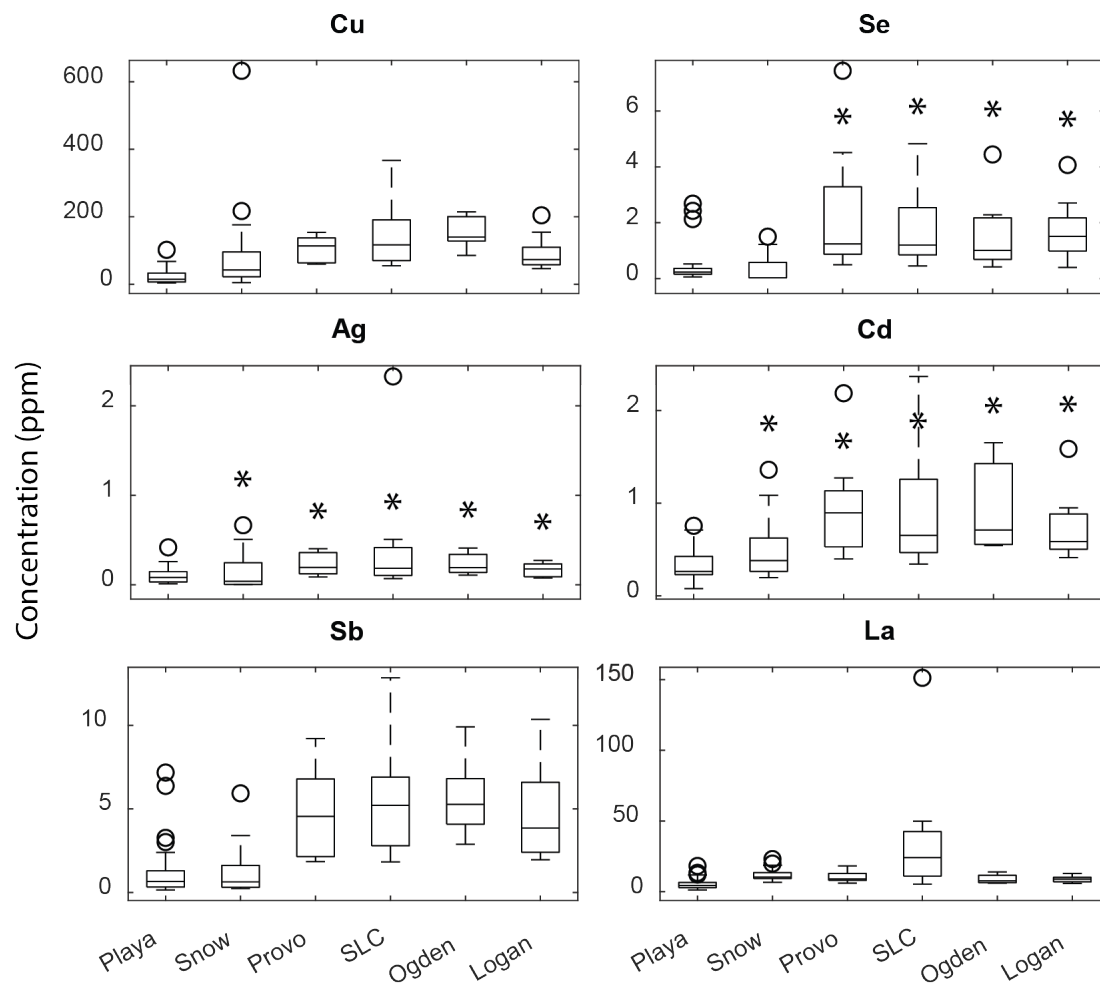 Cu
Se
600
400
200
0
6
4
2
0
Ag
Cd
2
1
0
2
1
0
Concentration (ppm)
Sb
La
10
5
0
150
100
50
0
Playa
Snow
Provo
SLC
Ogden
Logan
Playa
Snow
Provo
SLC
Ogden
Logan